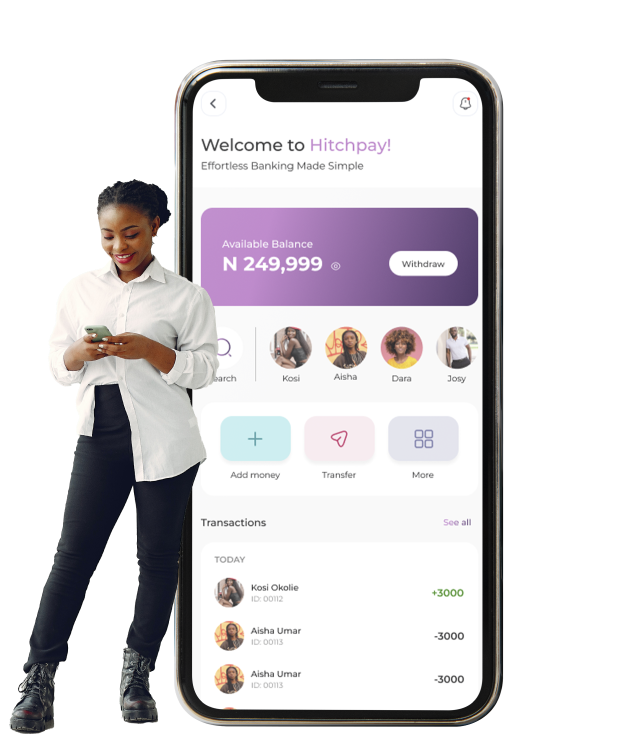 Welcome to Hitchpay!
Effortless Banking Made Simple
Available Balance
N 249,999
Withdraw
earch
Kosi
Aisha
Dara
Josy
Add money
Transfer
More
Transactions
See all
TODAY
Kosi Okolie
+3000
ID: 00112
Aisha Umar
-3000
ID: 00113
Aisha Umar
-3000
ID: 00113